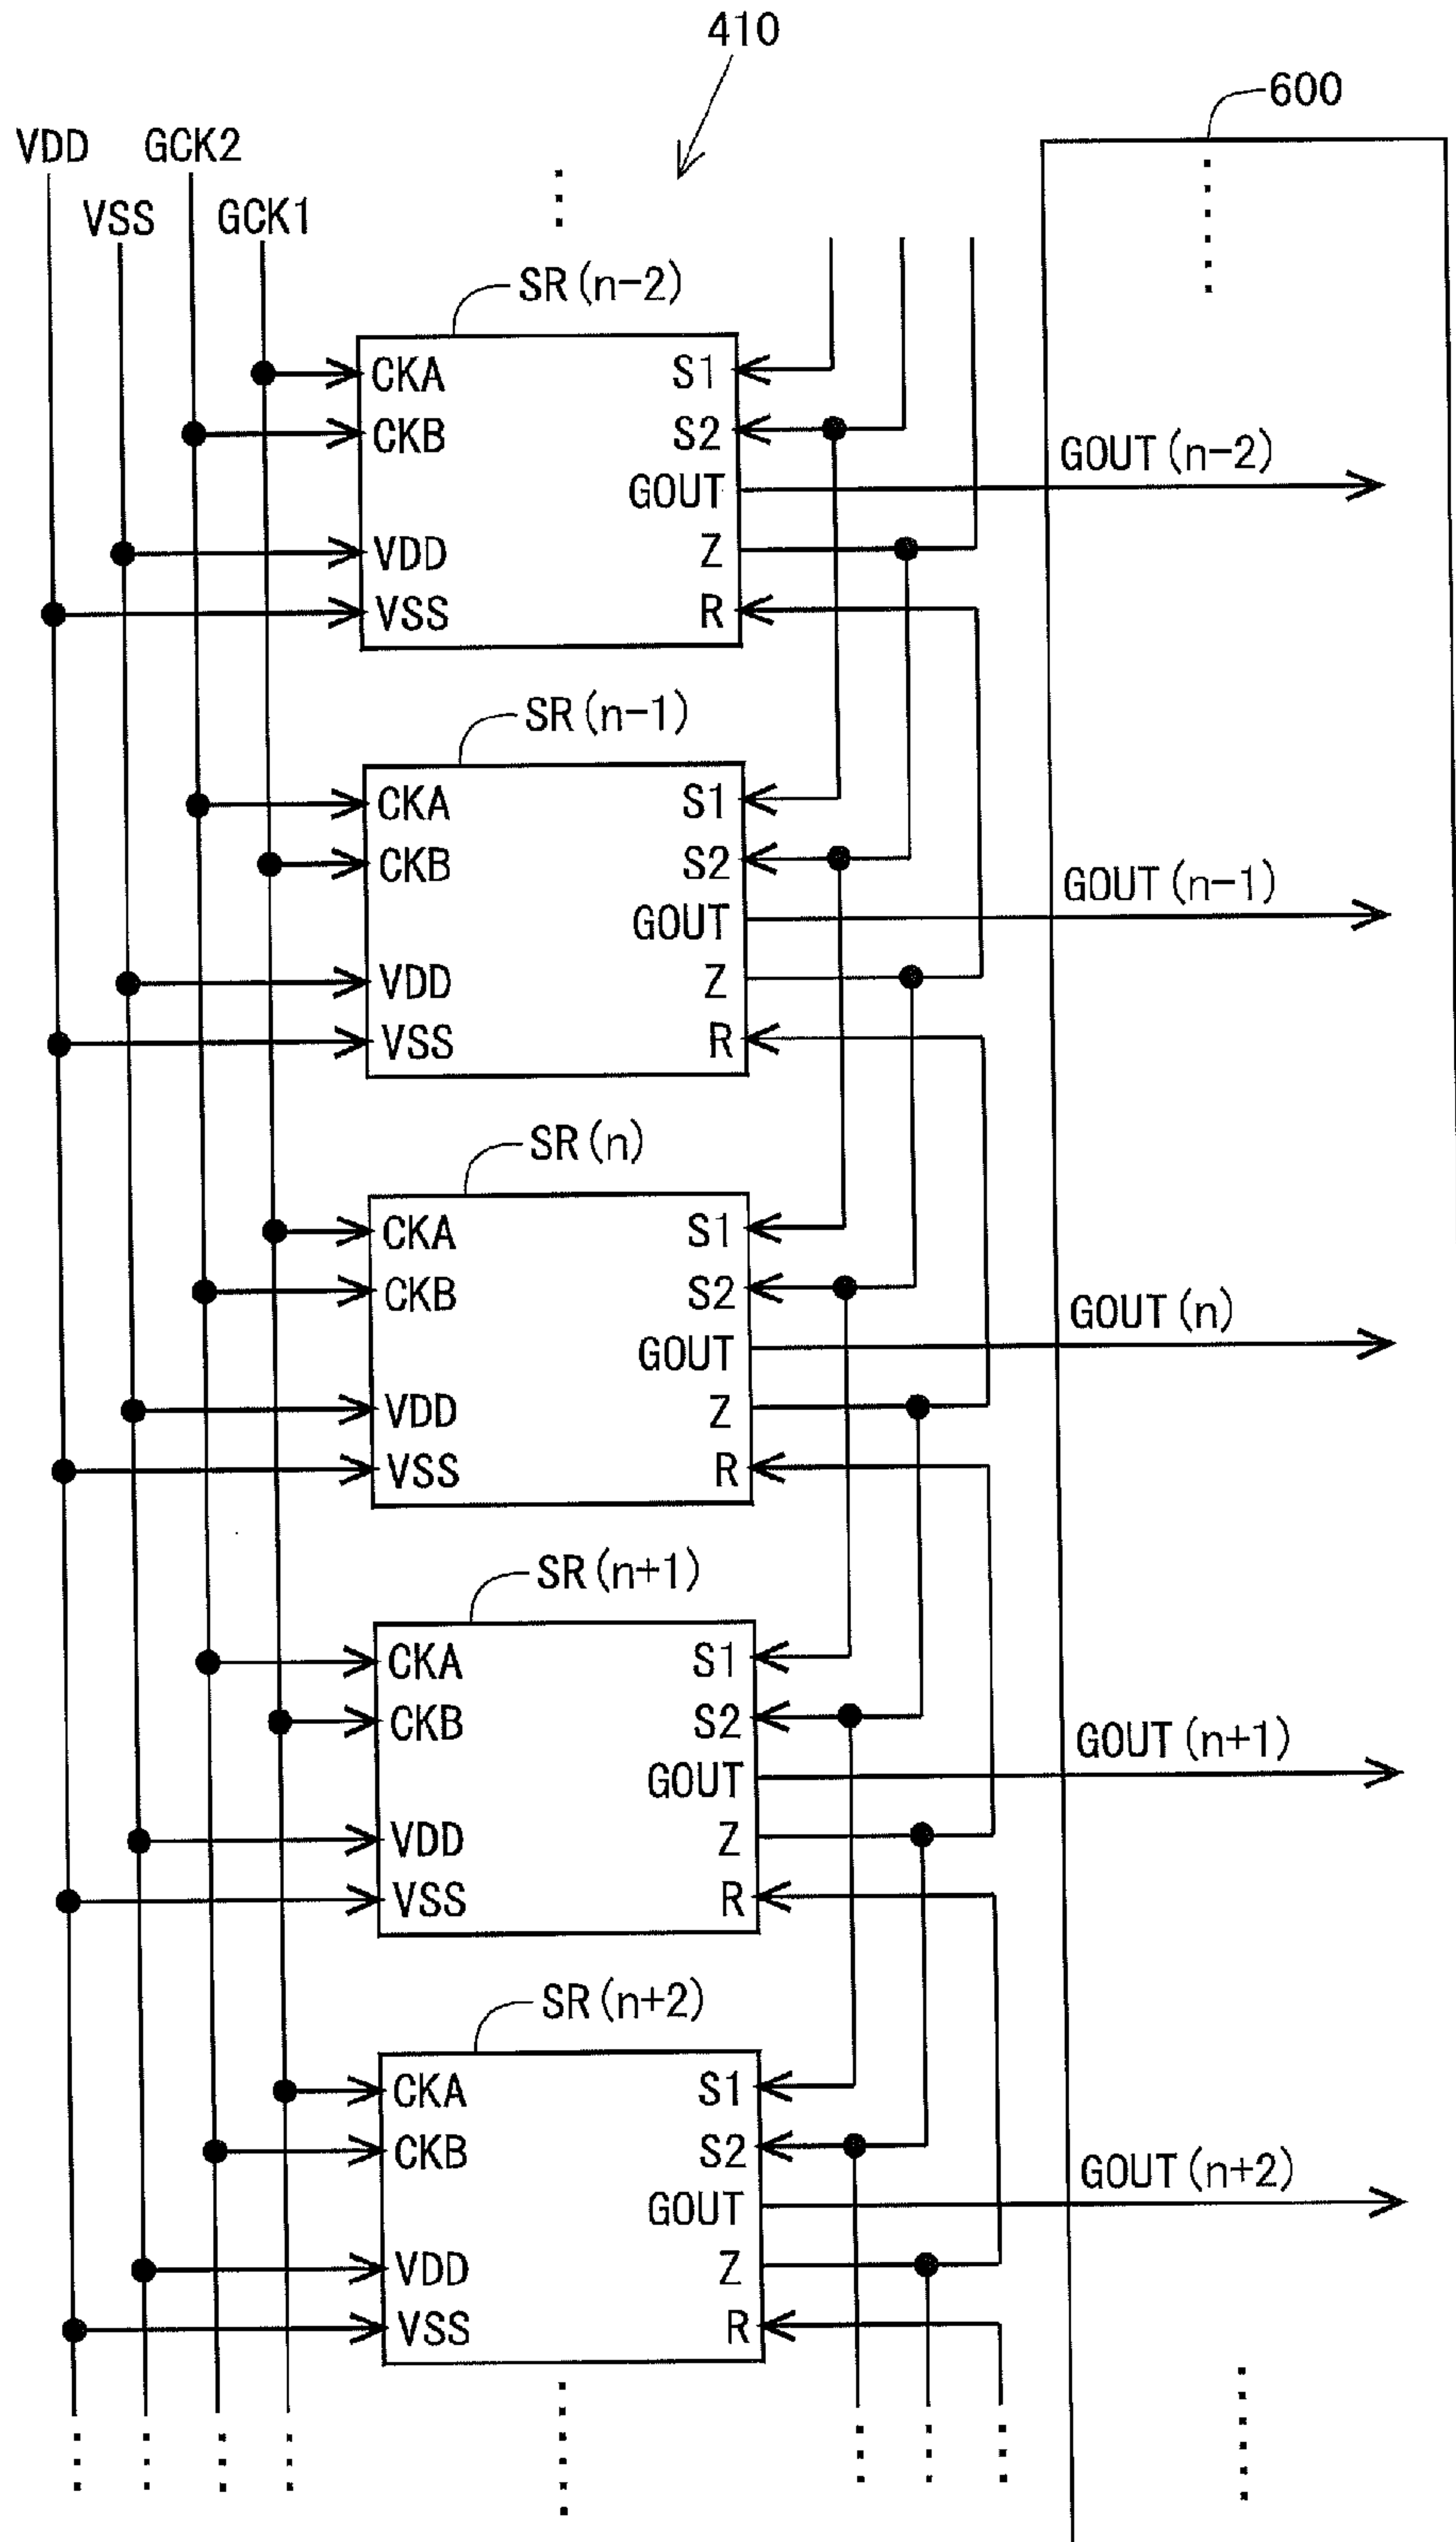 410
600
VDD
GCK2
VSS
GCK1
SR(n-2)
CKA
S1
CKB
S2
GOUT
GOUT(n-2)
VDD
Z
VSS
R
SR(n-1)
CKA
S1
CKB
S2
GOUT
GOUT(n-1)
VDD
Z
VSS
R
SR(n)
CKA
S1
CKB
S2
GOUT
GOUT(n)
VDD
Z
VSS
R
SR(n+1)
CKA
S1
CKB
S2
GOUT
GOUT(n+1)
VDD
Z
VSS
R
SR(n+2)
CKA
S1
CKB
S2
GOUT
GOUT(n+2)
VDD
Z
VSS
R